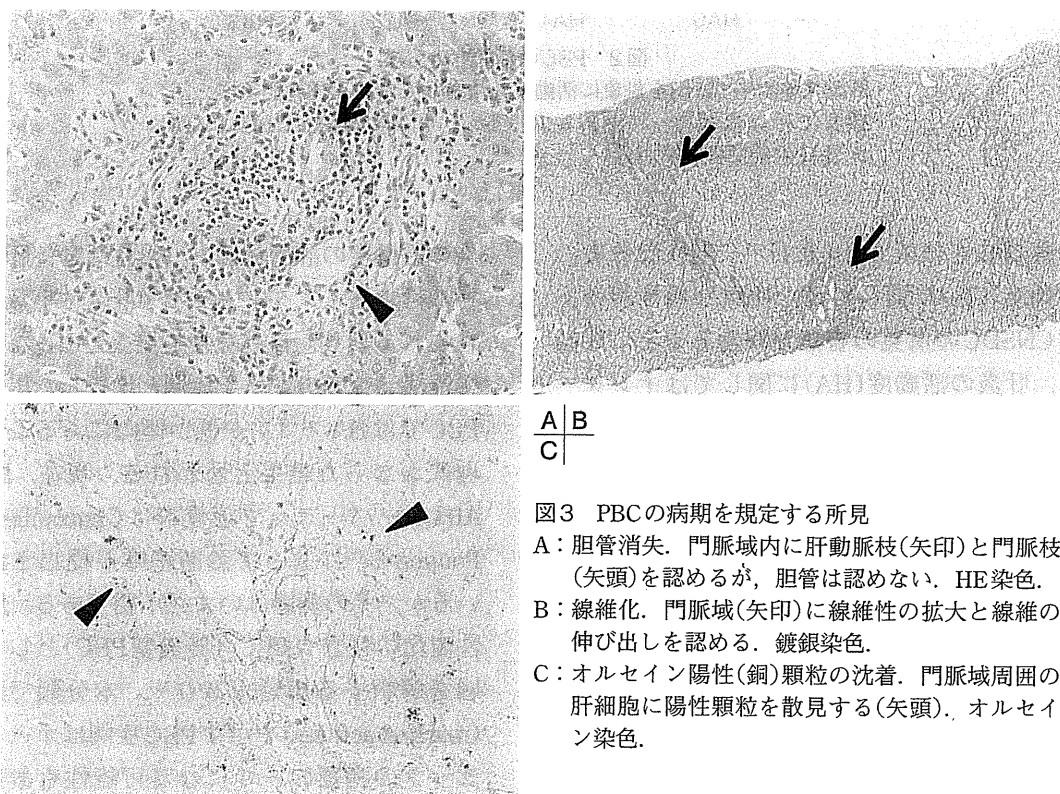 A B
C
図3 PBCの病期を規定する所見
A:胆管消失.門脈域内に肝動脈枝(矢印)と門脈枝
(矢頭)を認めるが,胆管は認めない.HE染色.
B:線維化.門脈域(矢印)に線維性の拡大と線維の
伸び出しを認める.鍍銀染色.
C:オルセイン陽性(銅)顆粒の沈着.門脈域周囲の
肝細胞に陽性顆粒を散見する(矢頭).オルセイ
ン染色.